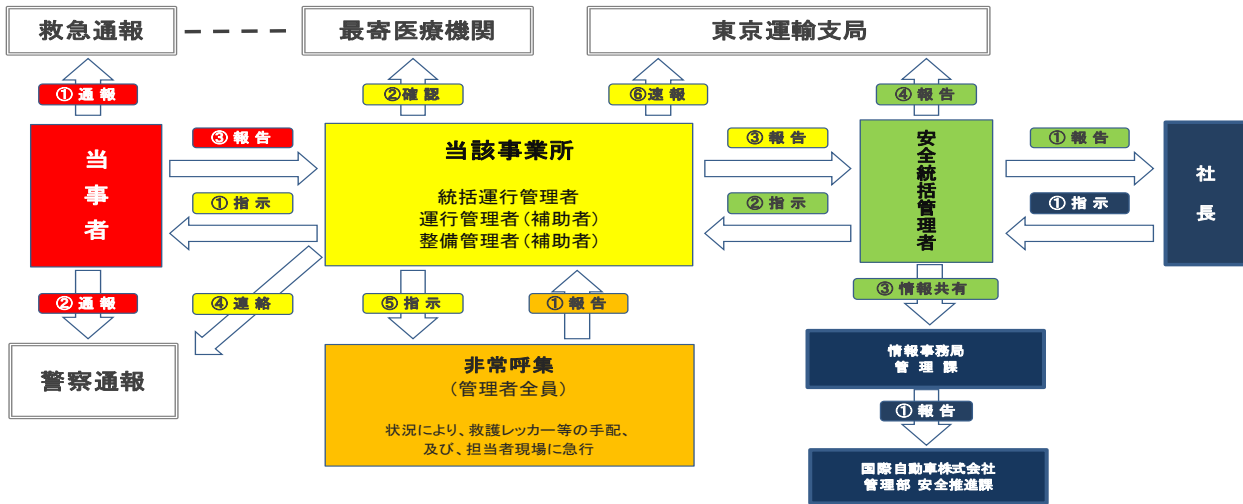 救急通報
最寄医療機関
東京運輸支局
①通報
②確認
⑥速報
④報告
当
事
者
③報告
①指示
当該事業所
統括運行管理者
運行管理者(補助者)
整備管理者(補助者)
③報告
②指示
安全統括管理者
①報告
①指示
社
長
②通報
④連絡
⑤指示
①報告
③情報共有
警察通報
非常呼集
(管理者全員)
状況により、救護レッカー等の手配、
及び、担当者現場に急行
情報事務局
管理課
①報告
国際自動車株式会社
管理部 安全推進課